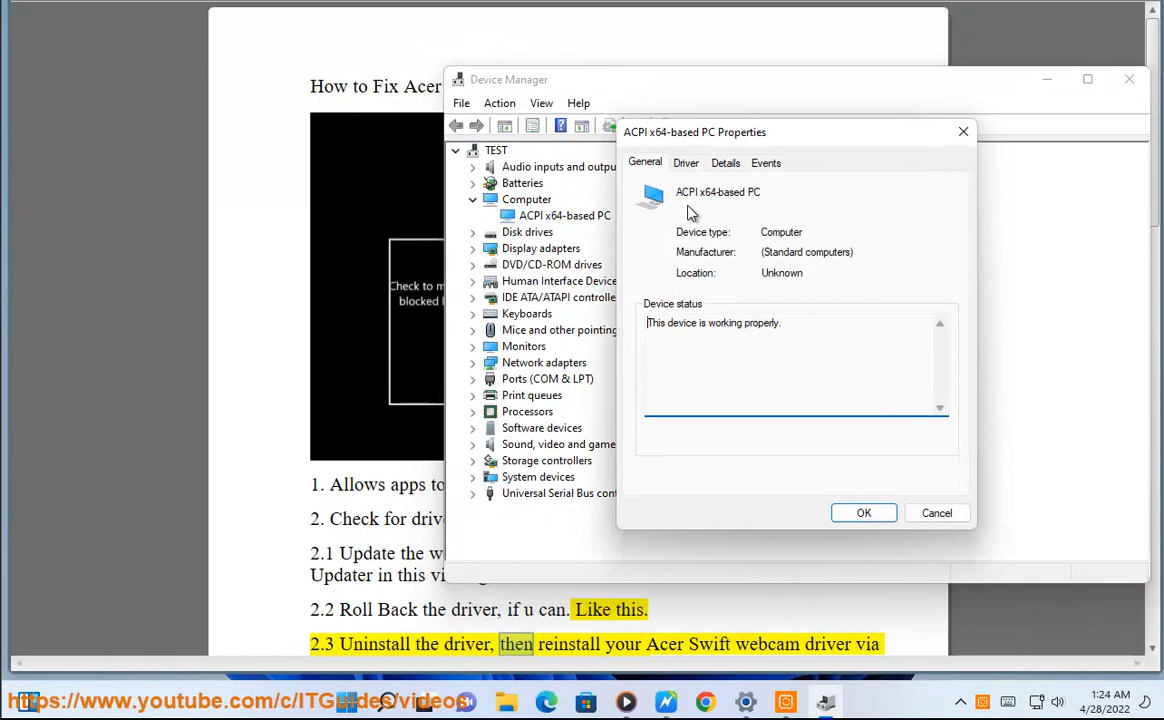 How to Fix Acer
Check to m
blocked
1. Allows apps to
2. Check for driv
2.1 Update the w
Updater in this vi
2.2 Roll Back the driver, if u can. Like this.
2.3 Uninstall the driver, then reinstall your Acer Swift webcam driver via
Device Manager
File Action View Help
TEST
Audio inputs and outpu
Batteries
Computer
ACPI x64-based PC
Disk drives
Display adapters
DVD/CD-ROM drives
Human Interface Device
IDE ATA/ATAPI controlle
Keyboards
Mice and other pointing
Monitors
Network adapters
Ports (COM & LPT)
Print queues
Processors
Software devices
Sound, video and game
Storage controllers
System devices
Universal Serial Bus cont
ACPI x64-based PC Properties
General Driver Details Events
ACPI x64-based PC
Device type: Computer
Manufacturer: (Standard computers)
Location: Unknown
Device status
This device is working properly.
OK Cancel
https://www.youtube.com/c/ITGuides/videos
1:24 AM
4/28/2022